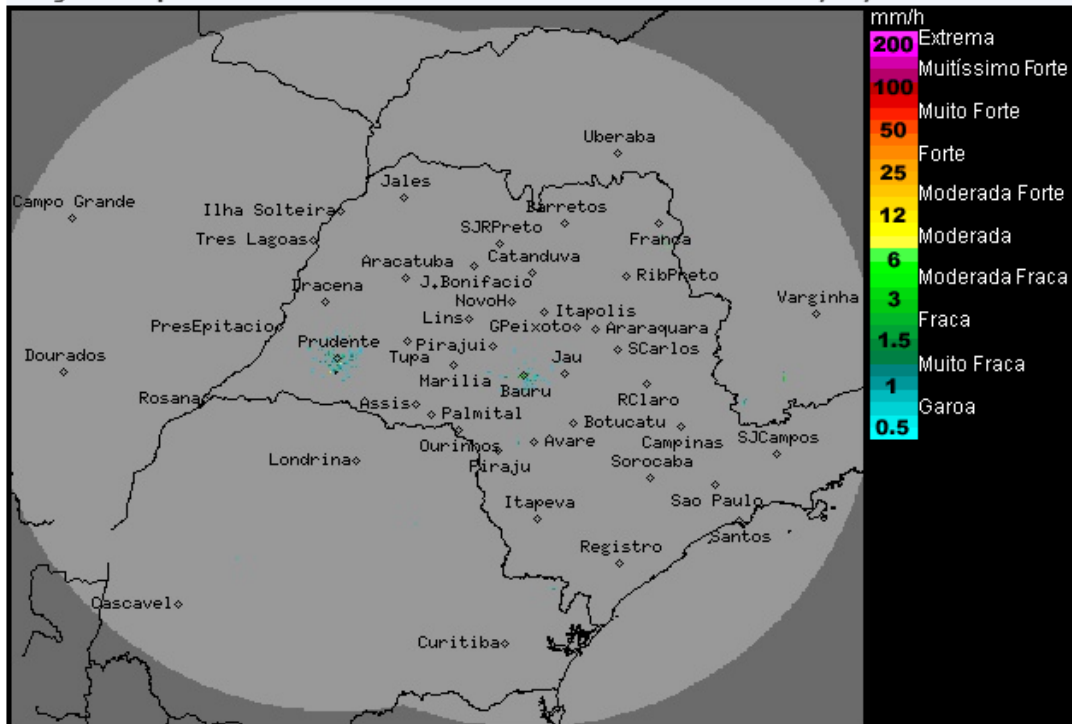 mm/h
200 Extrema
Muitíssimo Forte
100
Muito Forte
50
Forte
25
Moderada Forte
12
Moderada
6
Moderada Fraca
3
Fraca
1.5
Muito Fraca
1
Garoa
0.5
Uberaba
Jales
Campo Grande
Ilha Solteira
Barretos
Tres Lagoas
SJRPreto
Franca
Aracatuba
Catanduva
J.Bonifacio
RibPreto
Dracena
NovoH
Itapolis
Varginha
PresEpitacio
Lins
GPeixoto
Araraquara
Prudente
Pirajui
SCarlos
Dourados
Tupa
Jau
Marilia
Bauru
Rosana
Assis
RClaro
Palmital
Botucatu
Ourinhos
Avare
Campinas
SJCampos
Londrina
Piraju
Sorocaba
Itapeva
Sao Paulo
Santos
Registro
Cascavel
Curitiba